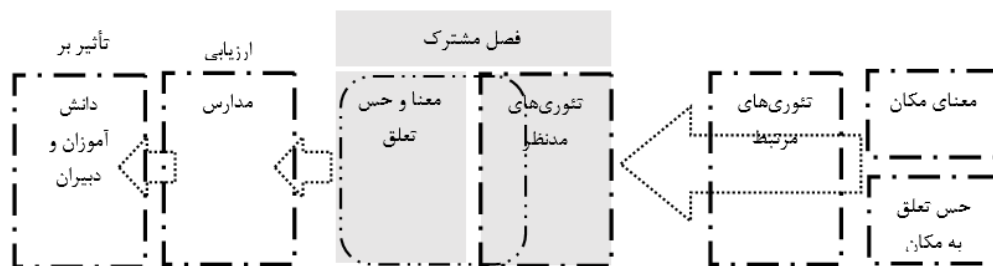 معنای مکان
حس تعلق
به مکان
تئوری‌های
مرتبط
فصل مشترک
تئوری‌های
مدنظر
معنا و حس
تعلق
ارزیابی
مدارس
تأثیر بر
دانش
آموزان و
دبیران